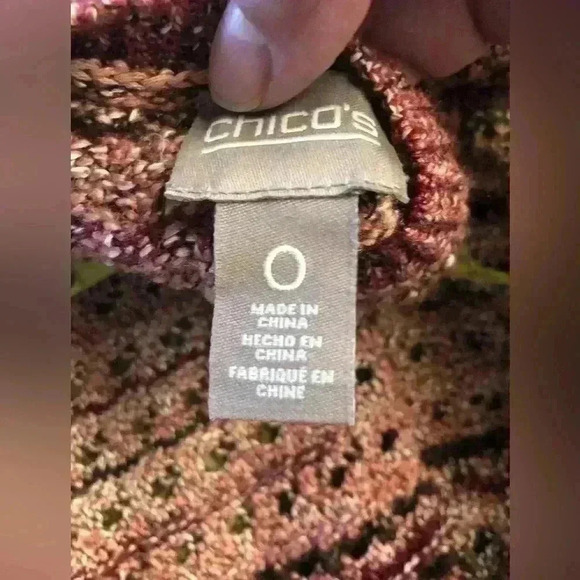 chico's
0
MADE IN
CHINA
HECHO EN
CHINA
FABRIQUÉ EN
CHINE